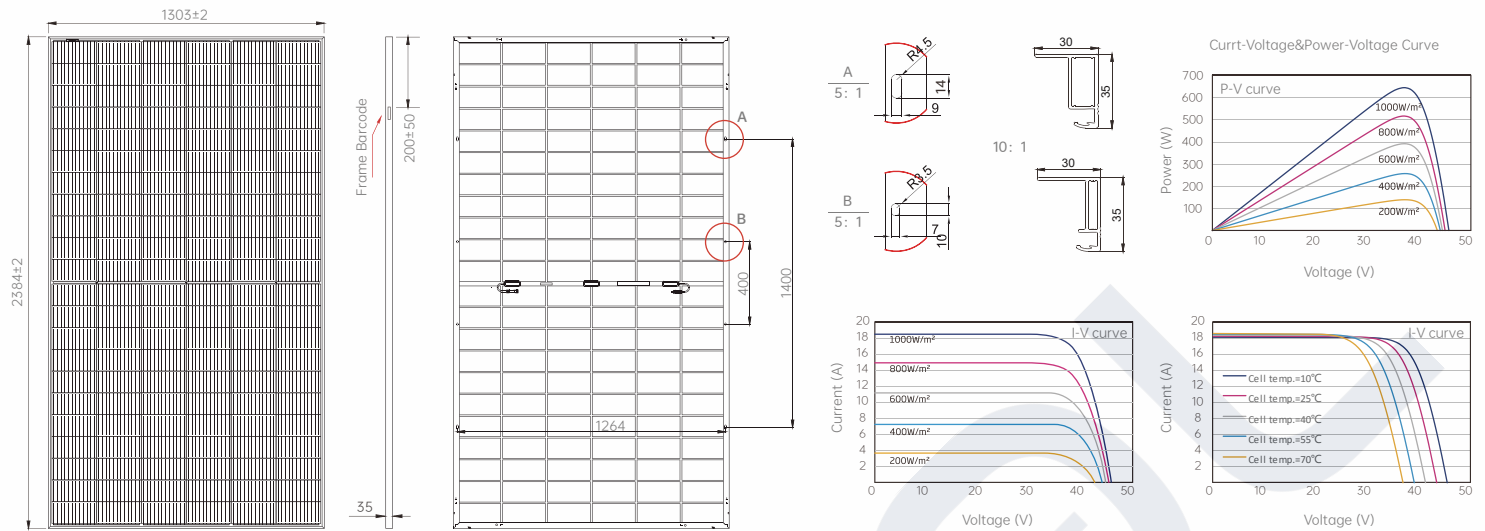 1303±2
2384±2
Frame Barcode
200±50
35
A
B
400
1400
1264
A
5: 1
R4.5
14
9
B
5: 1
R3.5
7
10
30
35
10: 1
30
35
Currt-Voltage&Power-Voltage Curve
P-V curve
Power (W)
700
600
500
400
300
200
100
1000W/m²
800W/m²
600W/m²
400W/m²
200W/m²
0 10 20 30 40 50
Voltage (V)
I-V curve
Current (A)
20
18
16
14
12
10
8
6
4
2
1000W/m²
800W/m²
600W/m²
400W/m²
200W/m²
0 10 20 30 40 50
Voltage (V)
I-V curve
Current (A)
20
18
16
14
12
10
8
6
4
2
Cell temp.=10℃
Cell temp.=25℃
Cell temp.=40℃
Cell temp.=55℃
Cell temp.=70℃
0 10 20 30 40 50
Voltage (V)